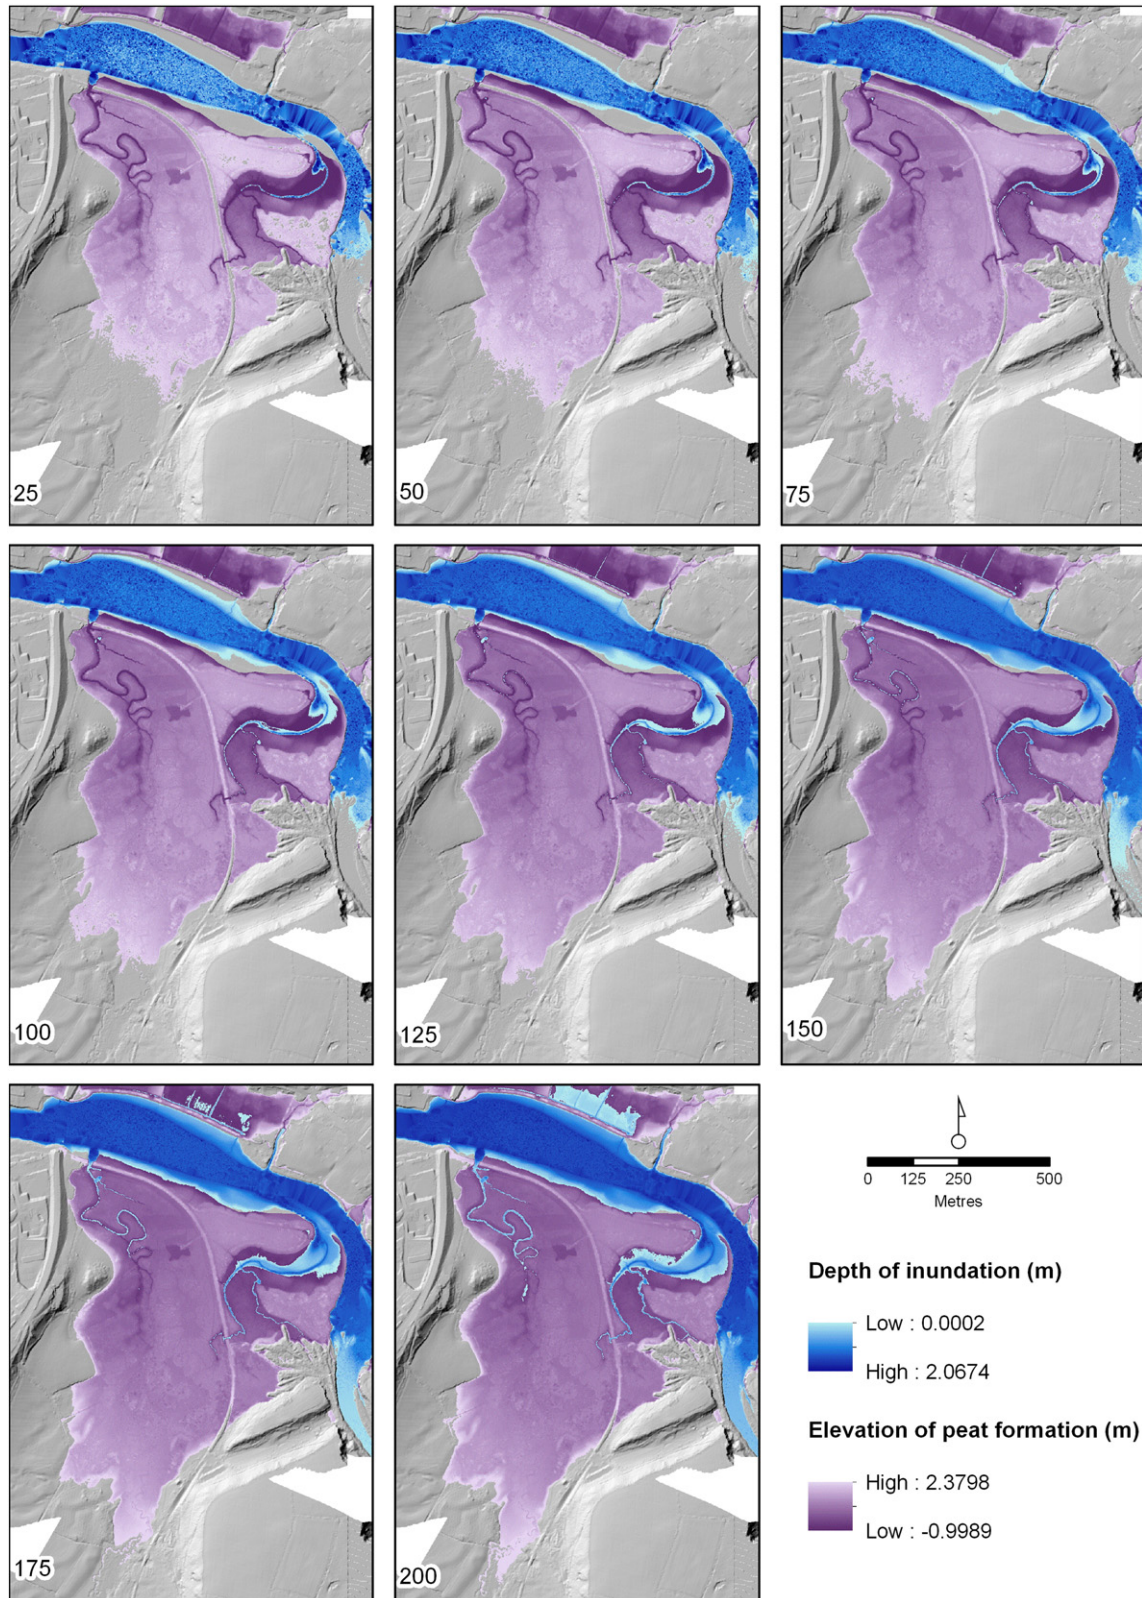 25
50
75
100
125
150
175
200
0 125 250 500
Metres
Depth of inundation (m)
Low : 0.0002
High : 2.0674
Elevation of peat formation (m)
High : 2.3798
Low : -0.9989